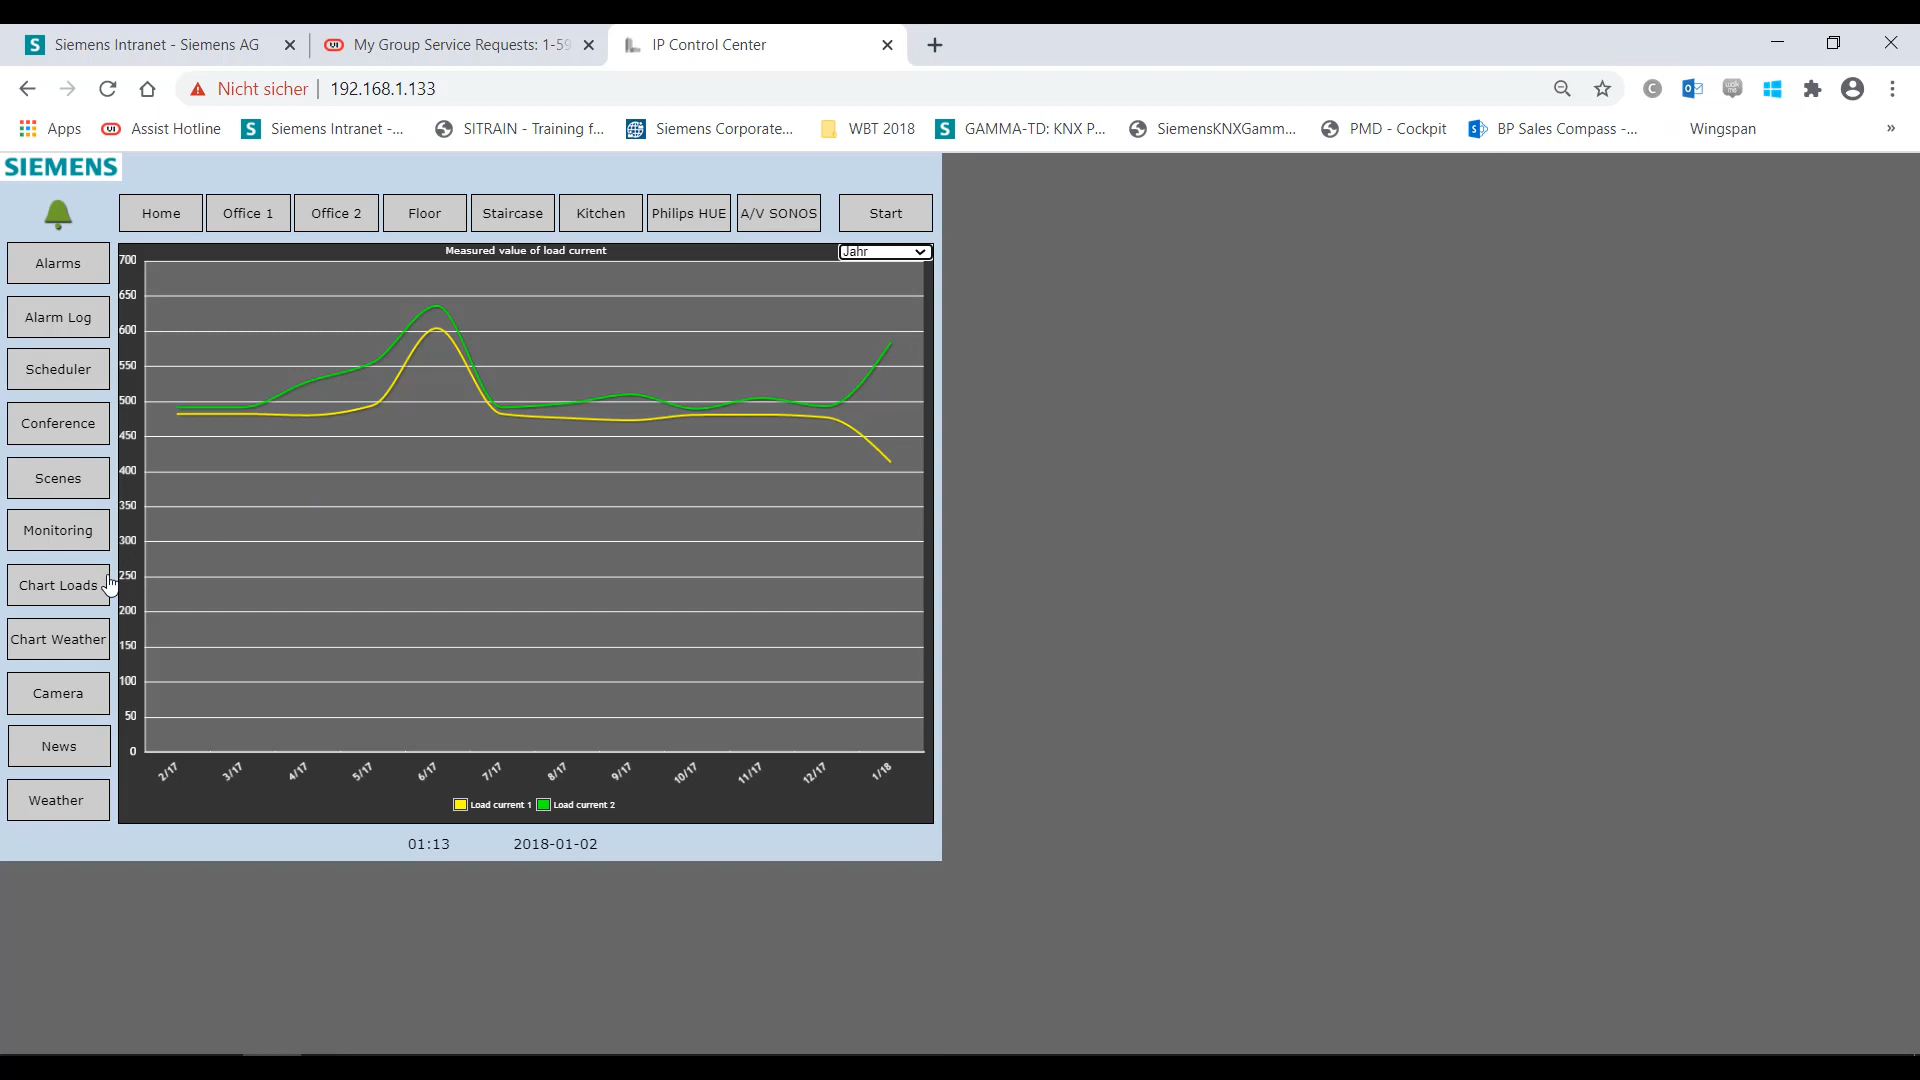 Siemens Intranet - Siemens AG
My Group Service Requests: 1-59
IP Control Center
Nicht sicher 192.168.1.133
Apps Assist Hotline Siemens Intranet -... SITRAIN - Training f... Siemens Corporate... WBT 2018 GAMMA-TD: KNX P... SiemensKNXGamm... PMD - Cockpit BP Sales Compass -... Wingspan »
SIEMENS
Home Office 1 Office 2 Floor Staircase Kitchen Philips HUE A/V SONOS Start
Alarms
Alarm Log
Scheduler
Conference
Scenes
Monitoring
Chart Loads
Chart Weather
Camera
News
Weather
Measured value of load current
Jahr
700
650
600
550
500
450
400
350
300
250
200
150
100
50
0
2/17 3/17 4/17 5/17 6/17 7/17 8/17 9/17 10/17 11/17 12/17 1/18
Load current 1 Load current 2
01:13 2018-01-02